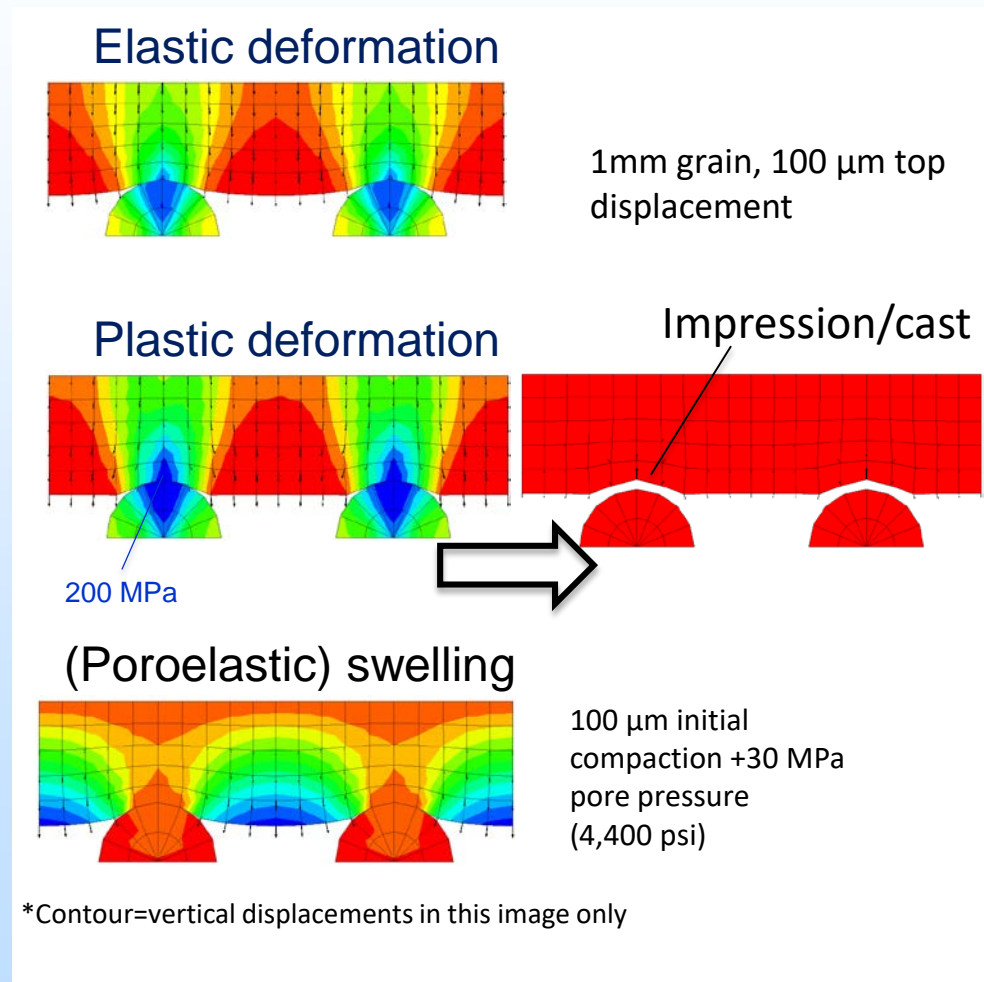 Elastic deformation
1mm grain, 100 µm top
displacement
Plastic deformation
Impression/cast
200 MPa
(Poroelastic) swelling
100 µm initial
compaction +30 MPa
pore pressure
(4,400 psi)
*Contour=vertical displacements in this image only